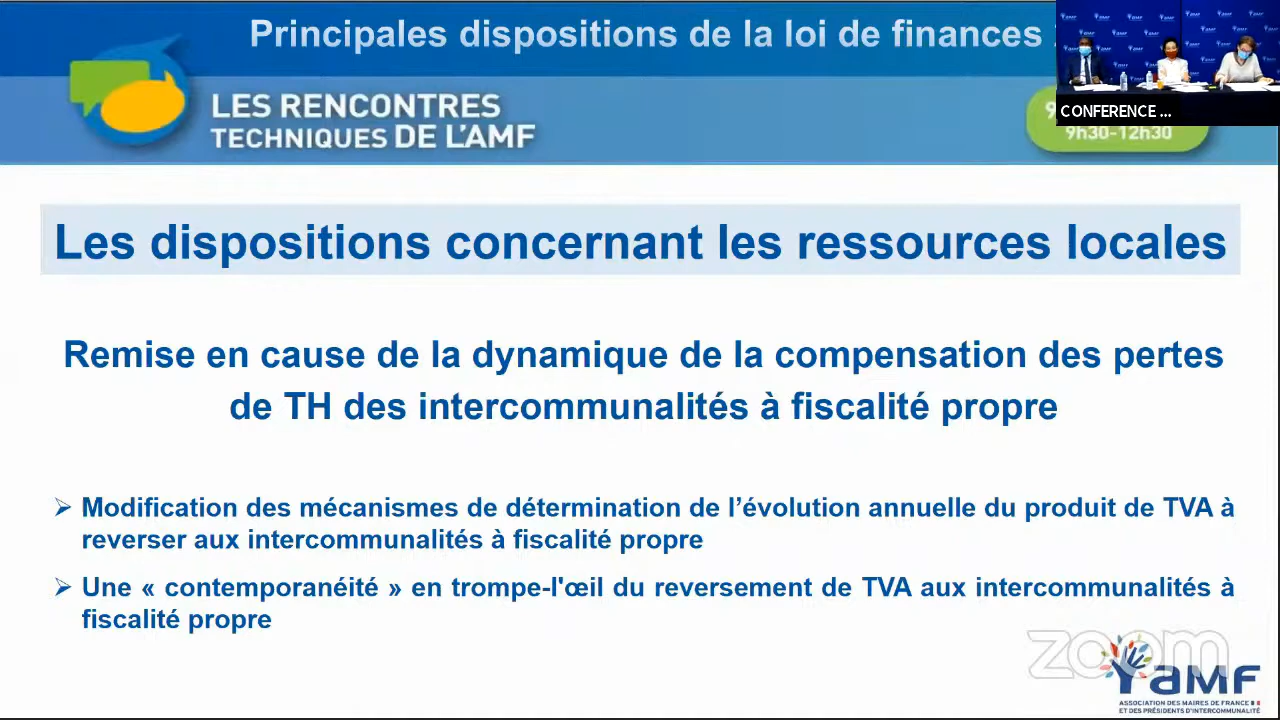 Principales dispositions de la loi de finances
LES RENCONTRES
TECHNIQUES DE L'AMF
CONFERENCE ...
9h30-12h30
Les dispositions concernant les ressources locales
Remise en cause de la dynamique de la compensation des pertes
de TH des intercommunalités à fiscalité propre
➢ Modification des mécanismes de détermination de l’évolution annuelle du produit de TVA à
reverser aux intercommunalités à fiscalité propre
➢ Une « contemporanéité » en trompe-l'œil du reversement de TVA aux intercommunalités à
fiscalité propre
zoom
AMF
ASSOCIATION DES MAIRES DE FRANCE
ET DES PRÉSIDENTS D'INTERCOMMUNALITÉ